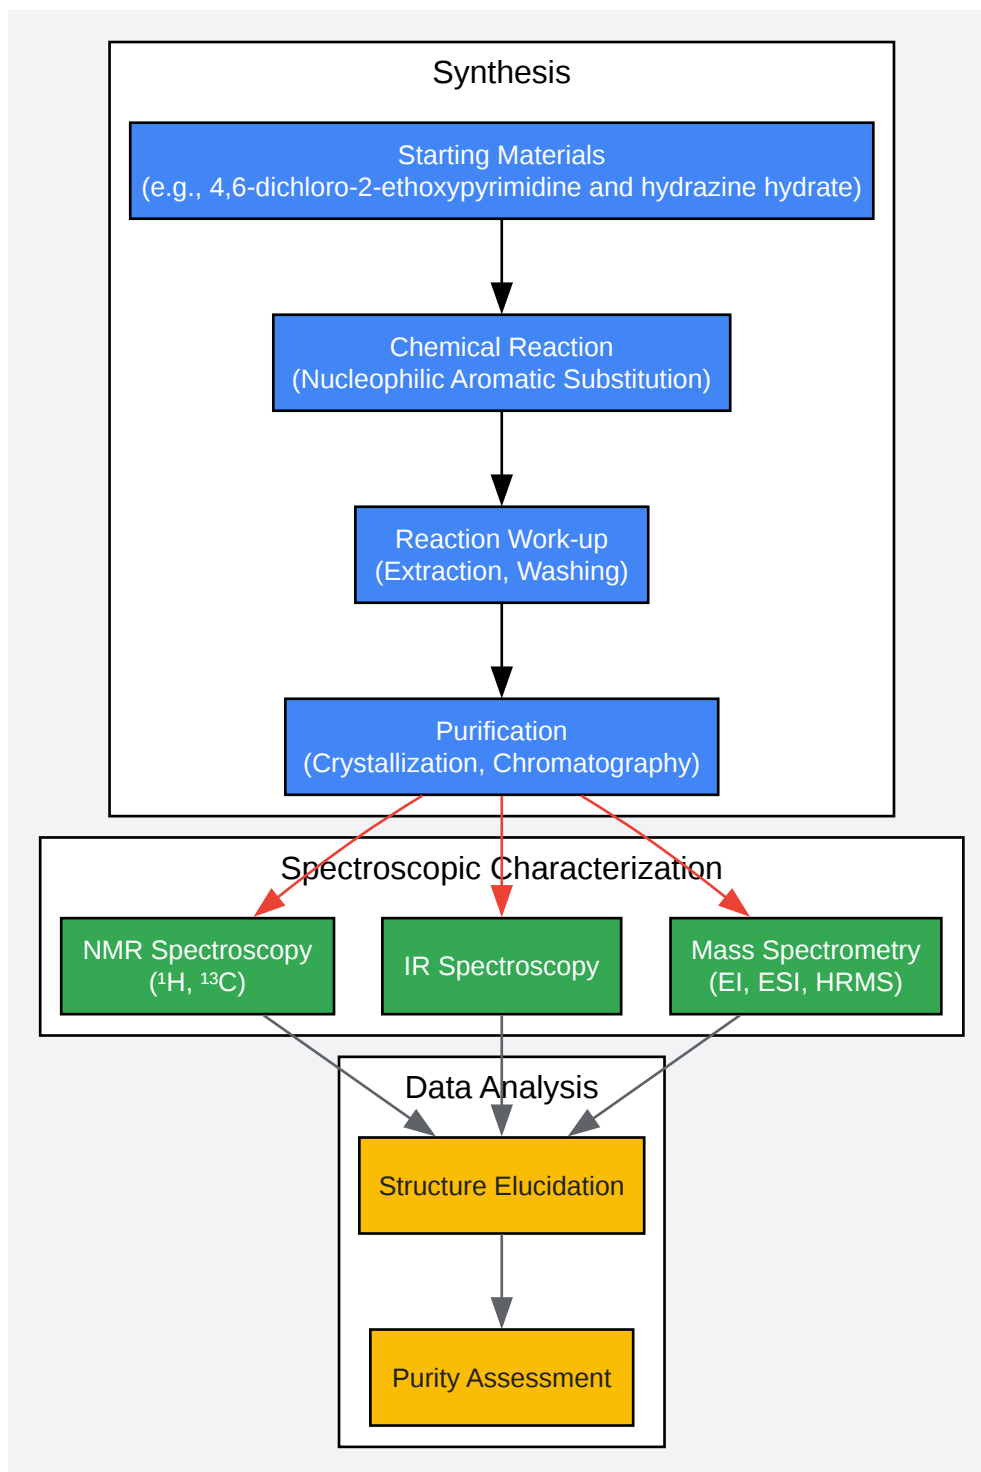 Synthesis
Starting Materials
(e.g., 4,6-dichloro-2-ethoxypyrimidine and hydrazine hydrate)
Chemical Reaction
(Nucleophilic Aromatic Substitution)
Reaction Work-up
(Extraction, Washing)
Purification
(Crystallization, Chromatography)
Spectroscopic Characterization
NMR Spectroscopy
(¹H, ¹³C)
IR Spectroscopy
Mass Spectrometry
(EI, ESI, HRMS)
Data Analysis
Structure Elucidation
Purity Assessment